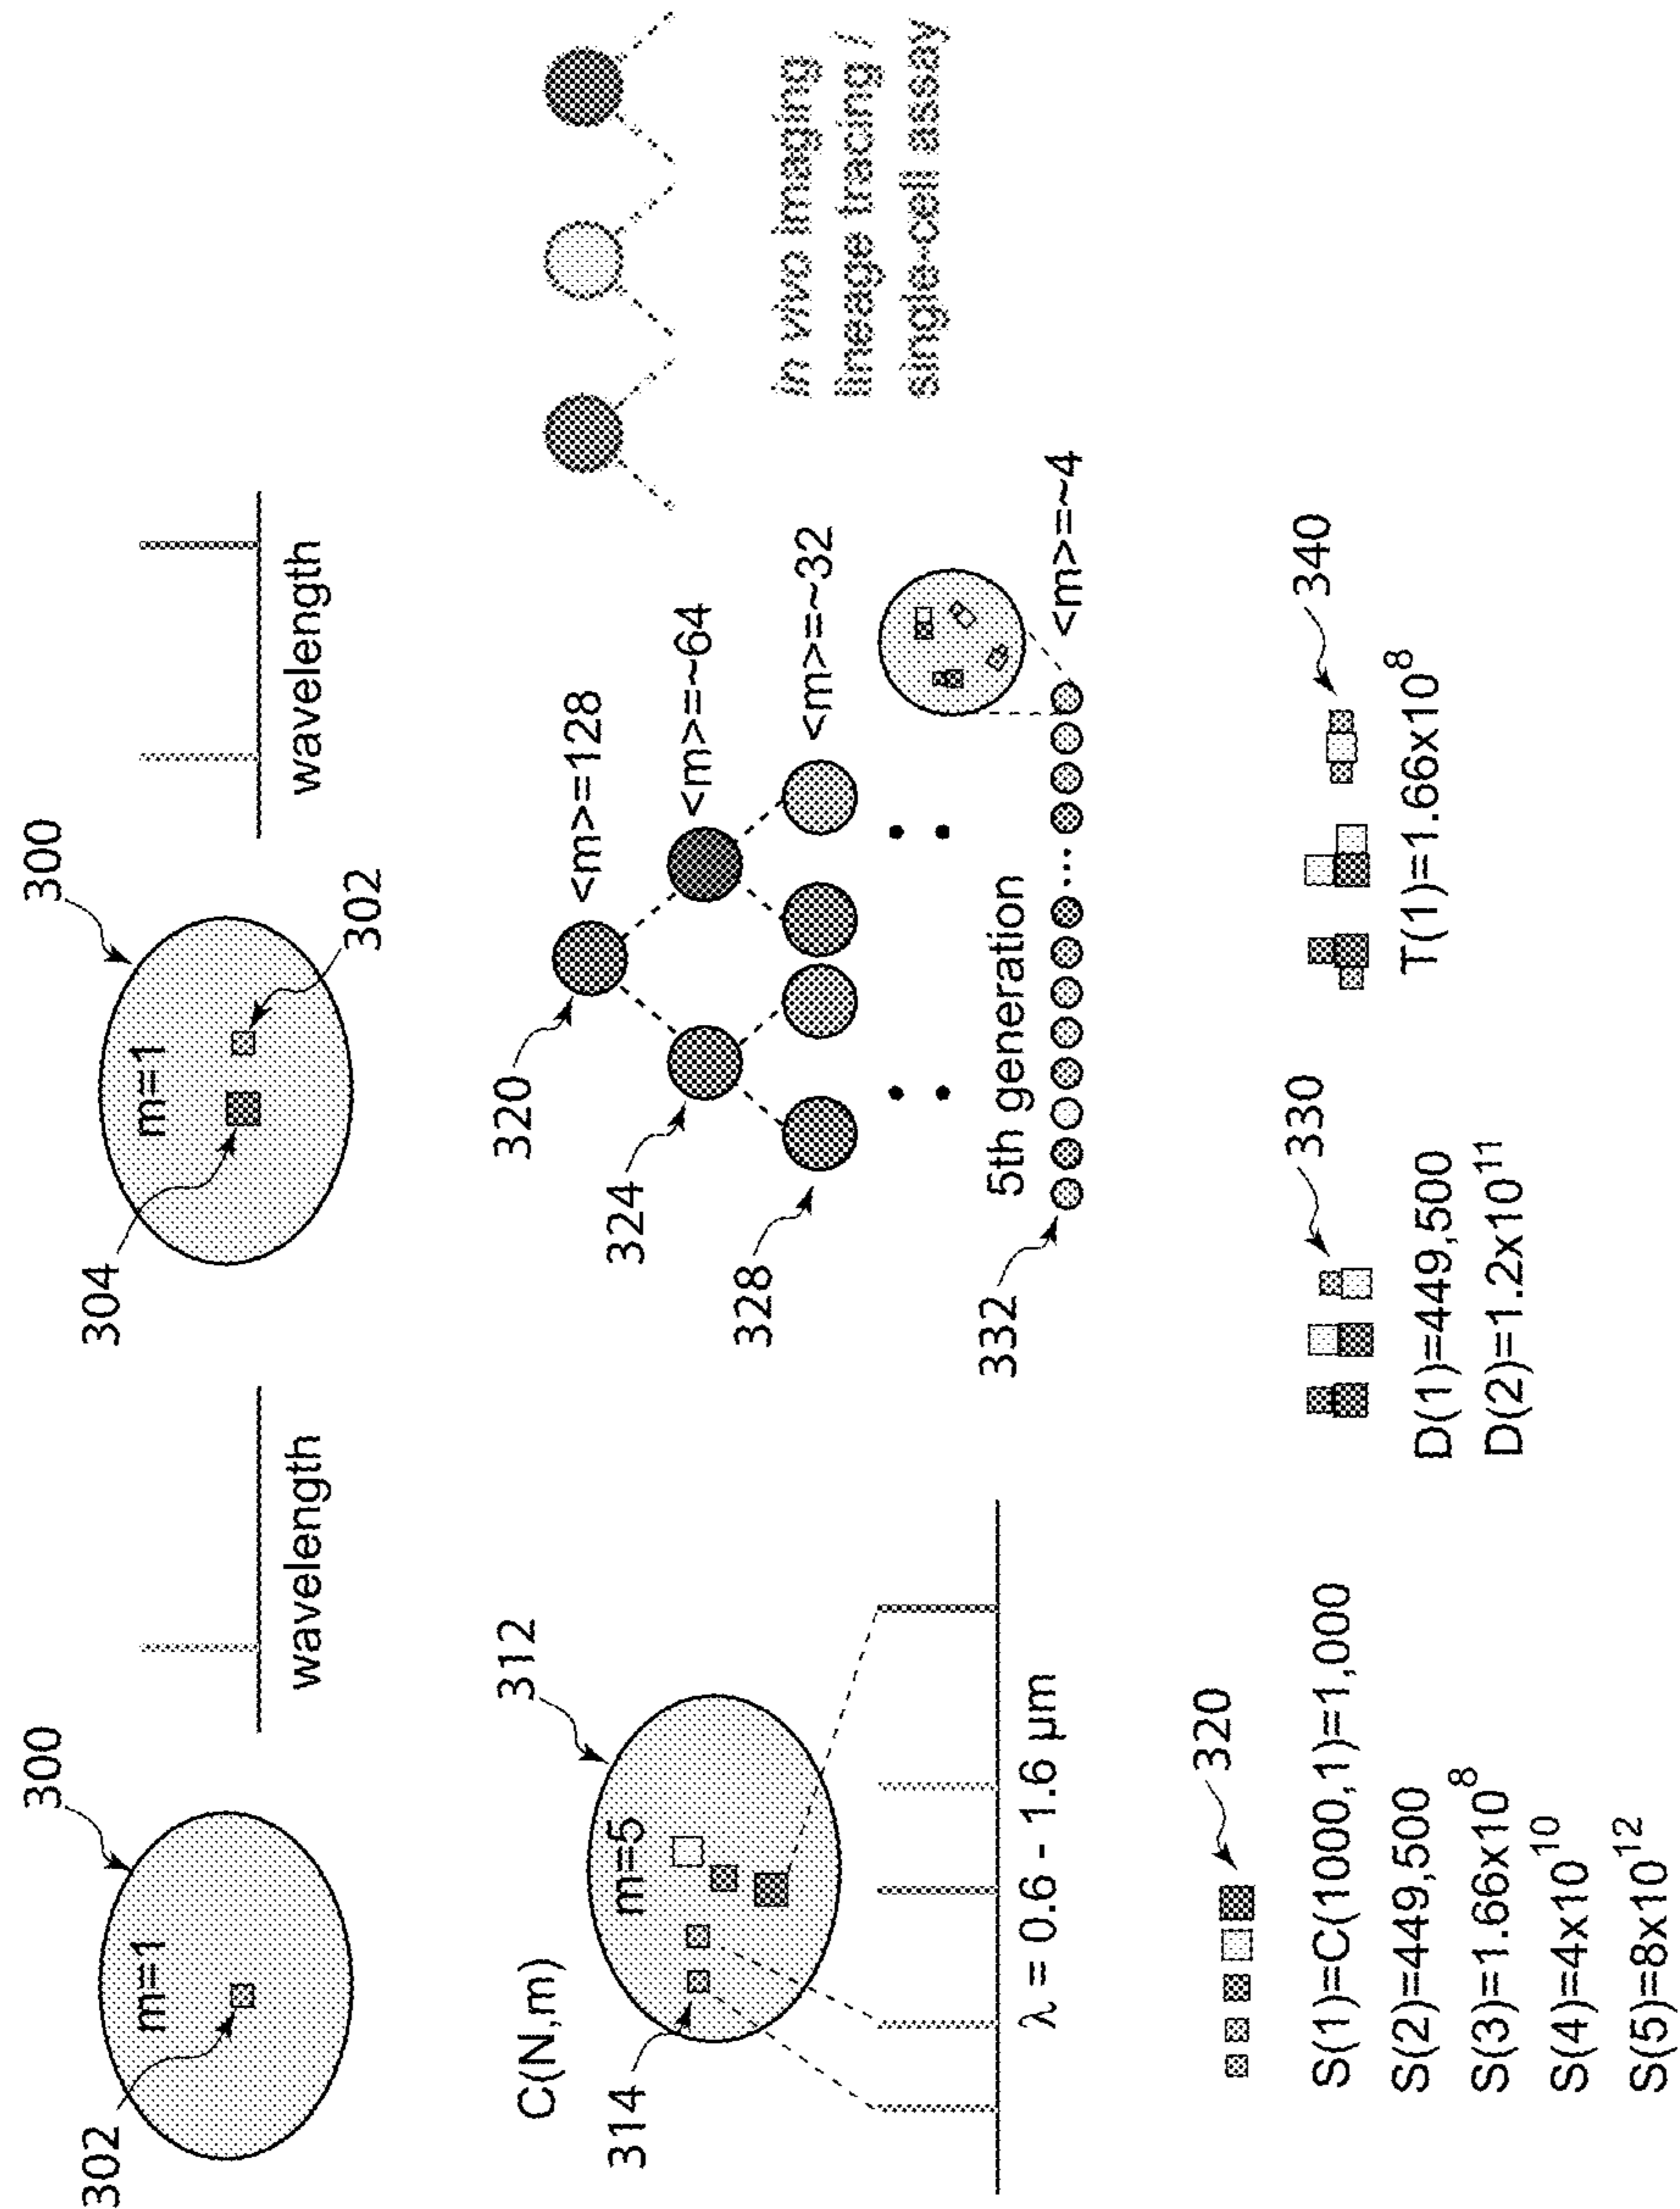 300
m=1
302
wavelength
300
m=1
304
302
wavelength
C(N,m)
312
m=5
314
λ = 0.6 - 1.6 µm
320
<m>=128
324
<m>=~64
328
<m>=~32
5th generation
332
<m>=~4
in vivo imaging
lineage tracing /
single-cell assay
320
S(1)=C(1000,1)=1,000
S(2)=449,500
S(3)=1.66x10^8
S(4)=4x10^10
S(5)=8x10^12
330
D(1)=449,500
D(2)=1.2x10^11
340
T(1)=1.66x10^8